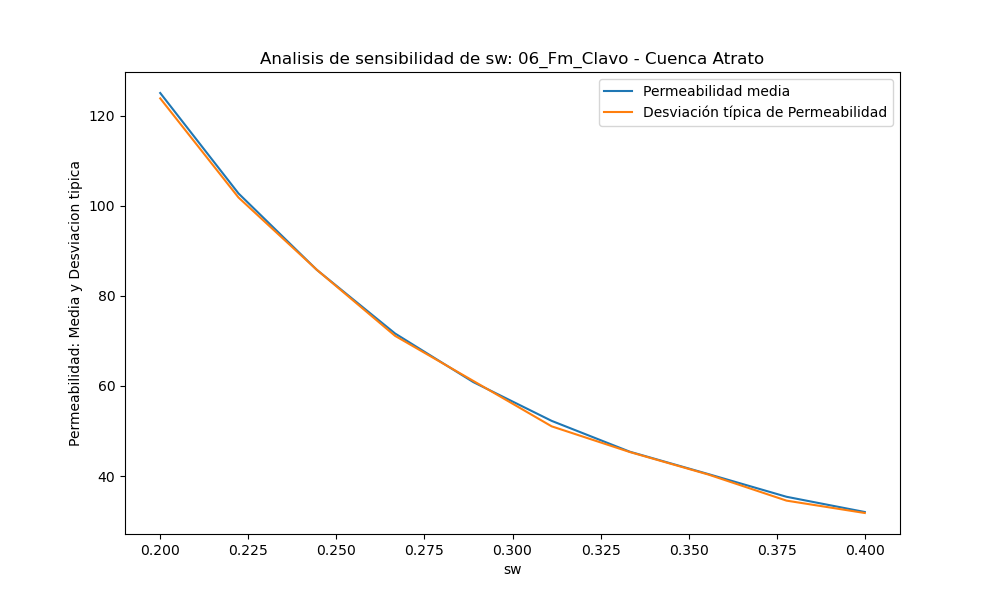 Analisis de sensibilidad de sw: 06_Fm_Clavo - Cuenca Atrato
Permeabilidad media
Desviación típica de Permeabilidad
Permeabilidad: Media y Desviacion tipica
120
100
80
60
40
0.200 0.225 0.250 0.275 0.300 0.325 0.350 0.375 0.400
sw